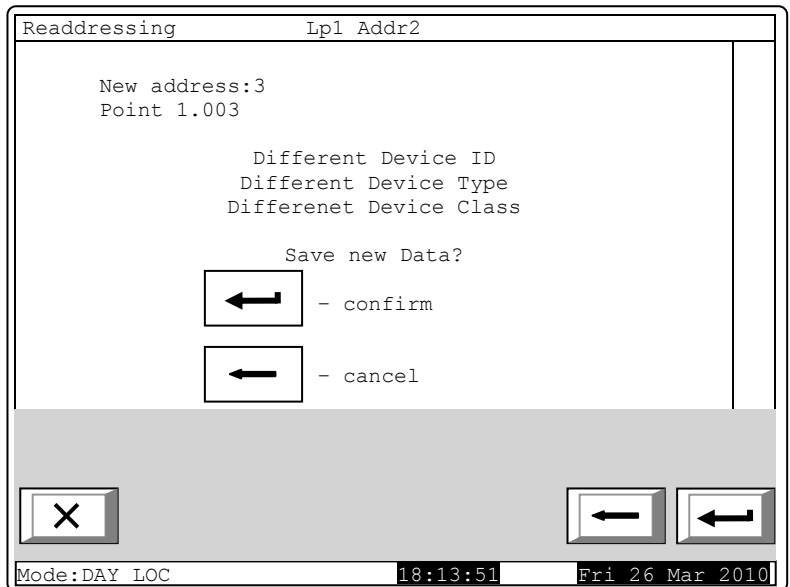 Readdressing Lp1 Addr2
New address:3
Point 1.003
Different Device ID
Different Device Type
Differenet Device Class
Save new Data?
- confirm
- cancel
Mode:DAY LOC 18:13:51 Fri 26 Mar 2010